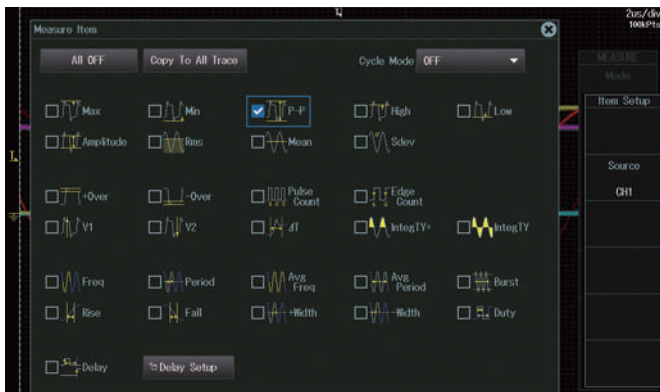 2us/div
100kPts
Measure Item
All OFF
Copy To All Trace
Cycle Mode OFF
MEASURE
Mode
Max
Min
P-P
High
Low
Item Setup
Amplitude
Rms
Mean
Sdev
+Over
-Over
Pulse Count
Edge Count
Source
CH1
V1
V2
ΔT
IntegTY+
IntegTY
Freq
Period
Avg Freq
Avg Period
Burst
Rise
Fall
+Width
-Width
Duty
Delay
Delay Setup